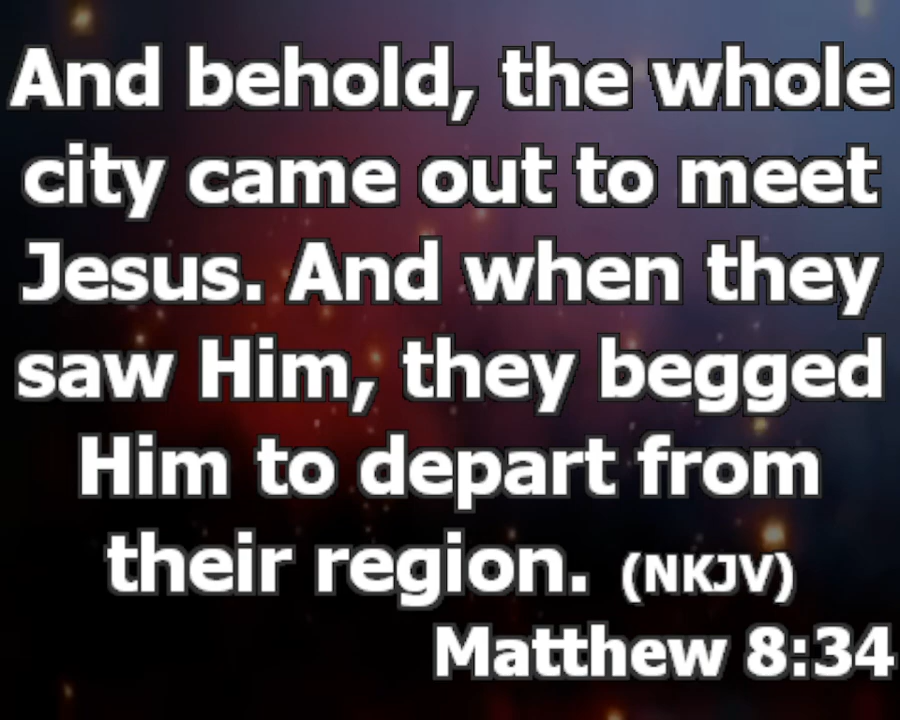 And behold, the whole
city came out to meet
Jesus. And when they
saw Him, they begged
Him to depart from
their region. (NKJV)
Matthew 8:34